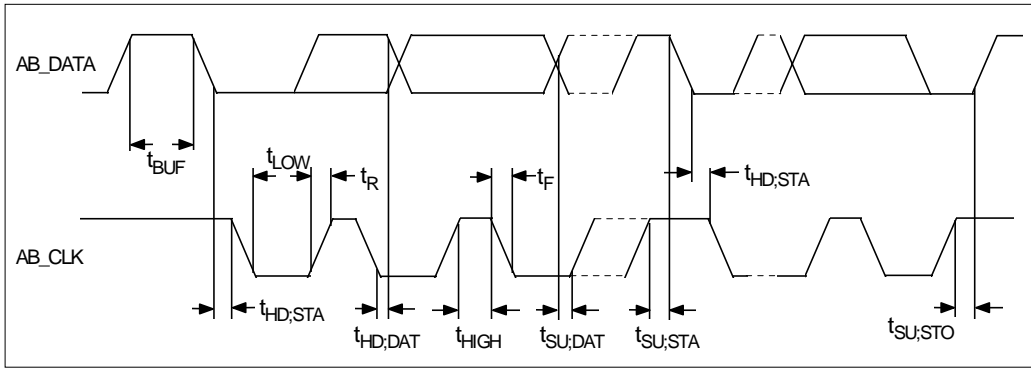 AB_DATA
tBUF
tLOW
tR
tF
tHD;STA
AB_CLK
tHD;STA
tHD;DAT
tHIGH
tSU;DAT
tSU;STA
tSU;STO